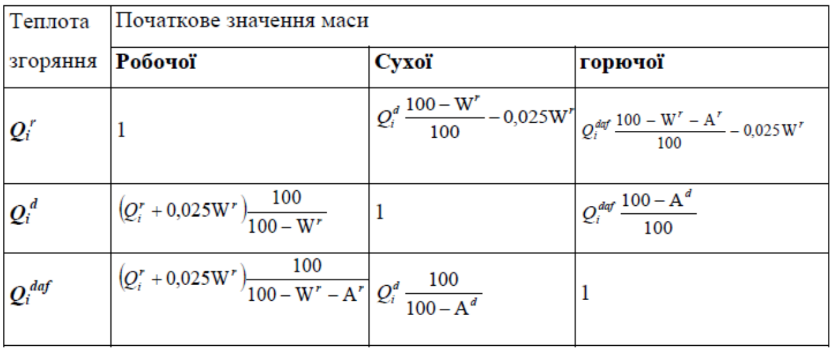 Теплота згоряння | Початкове значення маси
Робочої | Сухої | горючої
Q_i^r | 1 | Q_i^d (100 − W^r)/100 − 0,025W^r | Q_i^daf (100 − W^r − A^r)/100 − 0,025W^r
Q_i^d | (Q_i^r + 0,025W^r) 100/(100 − W^r) | 1 | Q_i^daf (100 − A^d)/100
Q_i^daf | (Q_i^r + 0,025W^r) 100/(100 − W^r − A^r) | Q_i^d 100/(100 − A^d) | 1